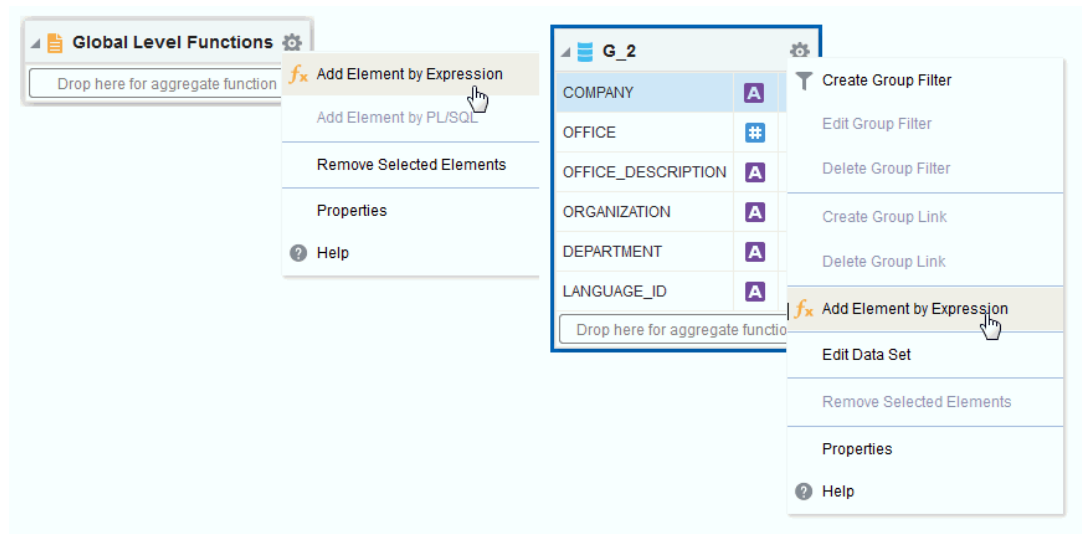 Global Level Functions
Drop here for aggregate function
fx Add Element by Expression
Add Element by PL/SQL
Remove Selected Elements
Properties
? Help
G_2
COMPANY A
OFFICE #
OFFICE_DESCRIPTION A
ORGANIZATION A
DEPARTMENT A
LANGUAGE_ID A
Drop here for aggregate functio
Create Group Filter
Edit Group Filter
Delete Group Filter
Create Group Link
Delete Group Link
fx Add Element by Expression
Edit Data Set
Remove Selected Elements
Properties
? Help